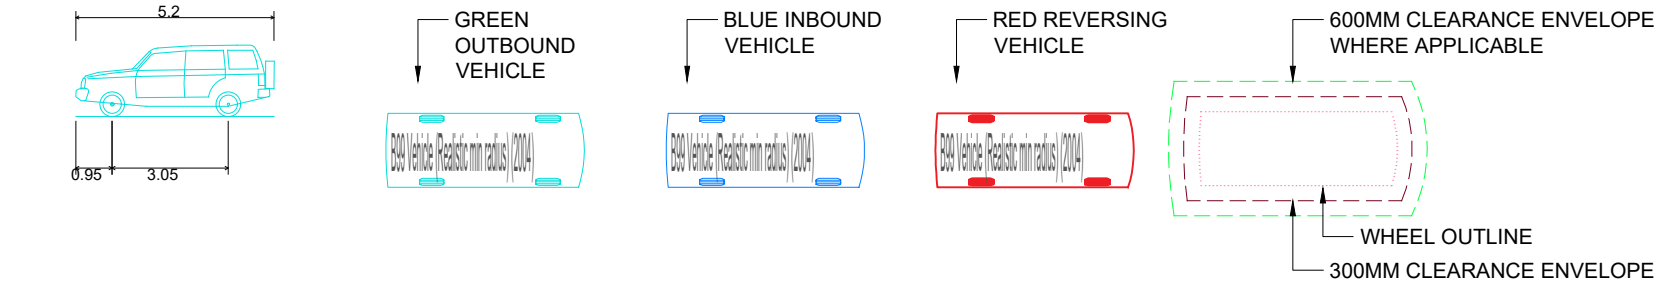 5.2
0.95
3.05
GREEN
OUTBOUND
VEHICLE
B99 Vehicle (Realistic min radius) (2004)
BLUE INBOUND
VEHICLE
B99 Vehicle (Realistic min radius) (2004)
RED REVERSING
VEHICLE
B99 Vehicle (Realistic min radius) (2004)
600MM CLEARANCE ENVELOPE
WHERE APPLICABLE
WHEEL OUTLINE
300MM CLEARANCE ENVELOPE